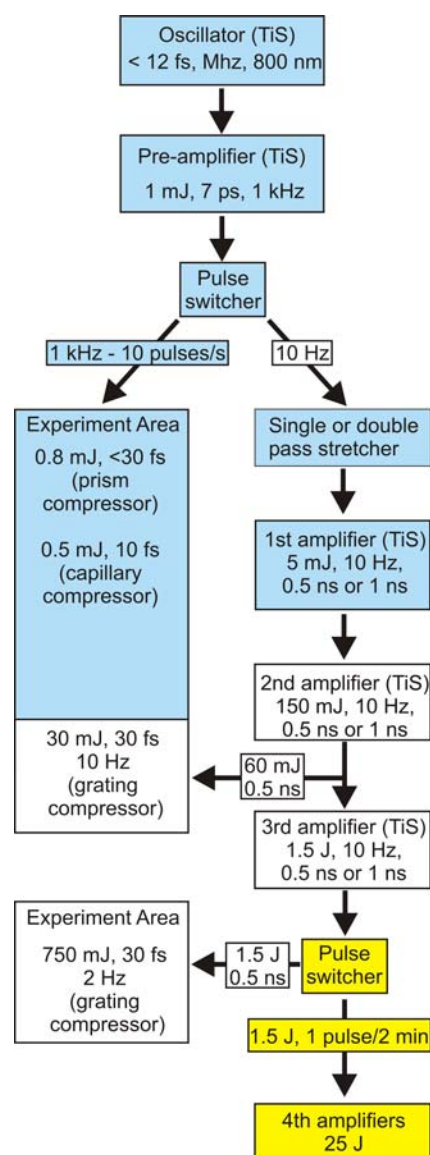 Oscillator (TiS)
< 12 fs, Mhz, 800 nm
Pre-amplifier (TiS)
1 mJ, 7 ps, 1 kHz
Pulse
switcher
1 kHz - 10 pulses/s
10 Hz
Experiment Area
0.8 mJ, <30 fs
(prism
compressor)
0.5 mJ, 10 fs
(capillary
compressor)
30 mJ, 30 fs
10 Hz
(grating
compressor)
Single or double
pass stretcher
1st amplifier (TiS)
5 mJ, 10 Hz,
0.5 ns or 1 ns
2nd amplifier (TiS)
150 mJ, 10 Hz,
0.5 ns or 1 ns
60 mJ
0.5 ns
3rd amplifier (TiS)
1.5 J, 10 Hz,
0.5 ns or 1 ns
Experiment Area
750 mJ, 30 fs
2 Hz
(grating
compressor)
1.5 J
0.5 ns
Pulse
switcher
1.5 J, 1 pulse/2 min
4th amplifiers
25 J